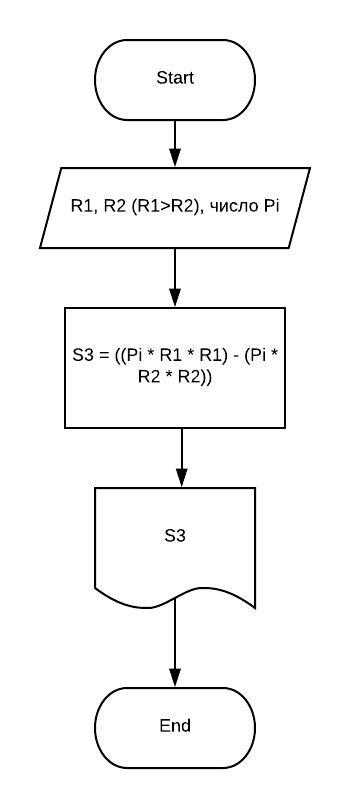 Start
R1, R2 (R1>R2), число Pi
S3 = ((Pi * R1 * R1) - (Pi *
R2 * R2))
S3
End